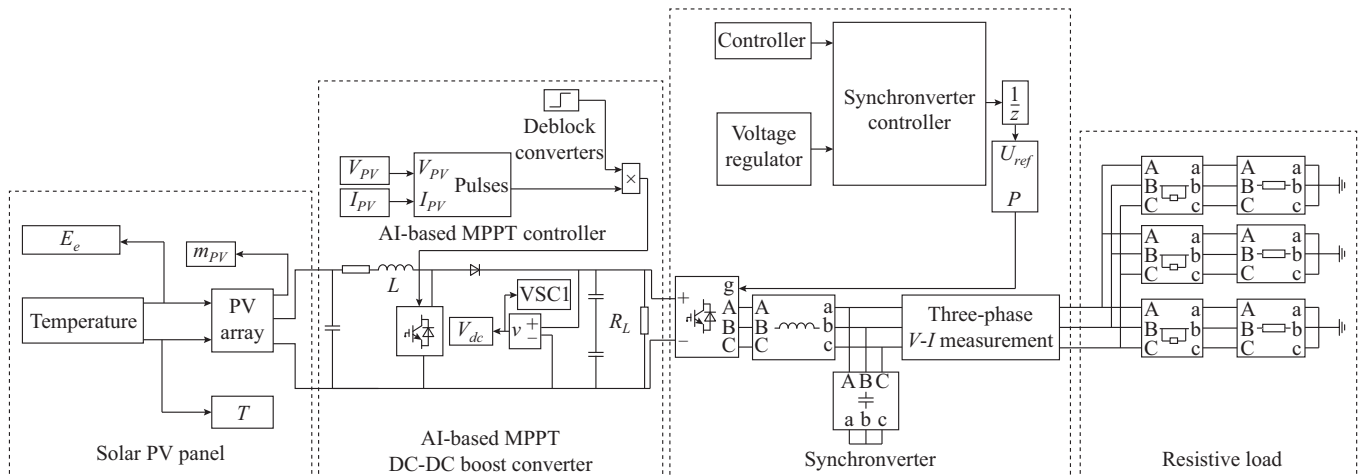 E_e
m_PV
Temperature
PV
array
T
Solar PV panel
Deblock
converters
V_PV
I_PV
V_PV
I_PV
Pulses
×
AI-based MPPT controller
L
VSC1
V_dc
v
+
−
R_L
AI-based MPPT
DC-DC boost converter
Controller
Voltage
regulator
Synchronverter
controller
1
z
U_ref
P
+
−
g
A
B
C
A
B
C
a
b
c
A B C
a b c
Three-phase
V-I measurement
Synchronverter
A
B
C
a
b
c
A
B
C
a
b
c
A
B
C
a
b
c
A
B
C
a
b
c
A
B
C
a
b
c
A
B
C
a
b
c
Resistive load